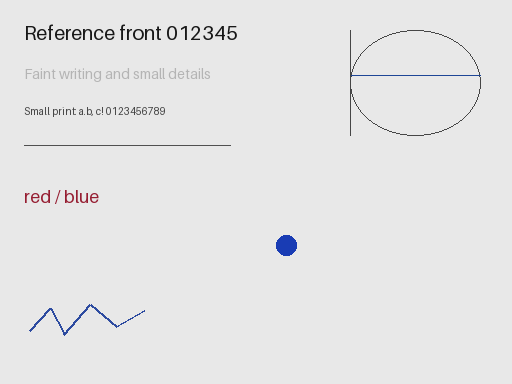 Reference front 012345
Faint writing and small details
Small print a.b, c! 0123456789
red / blue